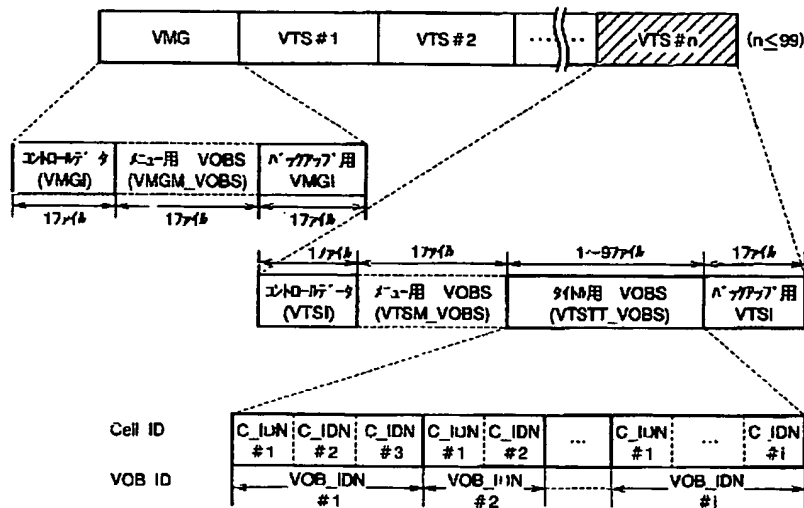 VMG VTS #1 VTS #2 ..... VTS #n (n≤99)
コントロールデータ メニュー用 VOBS バックアップ用
(VMGI) (VMGM_VOBS) VMGI
1ファイル 1ファイル 1ファイル
1ファイル 1ファイル 1〜9ファイル 1ファイル
コントロールデータ メニュー用 VOBS タイトル用 VOBS バックアップ用
(VTSI) (VTSM_VOBS) (VTSTT_VOBS) VTSI
Cell ID C_IDN C_IDN C_IDN C_IDN C_IDN ... C_IDN ... C_IDN
#1 #2 #3 #1 #2 #1 #i
VOB ID VOB_IDN VOB_IDN VOB_IDN
#1 #2 #i